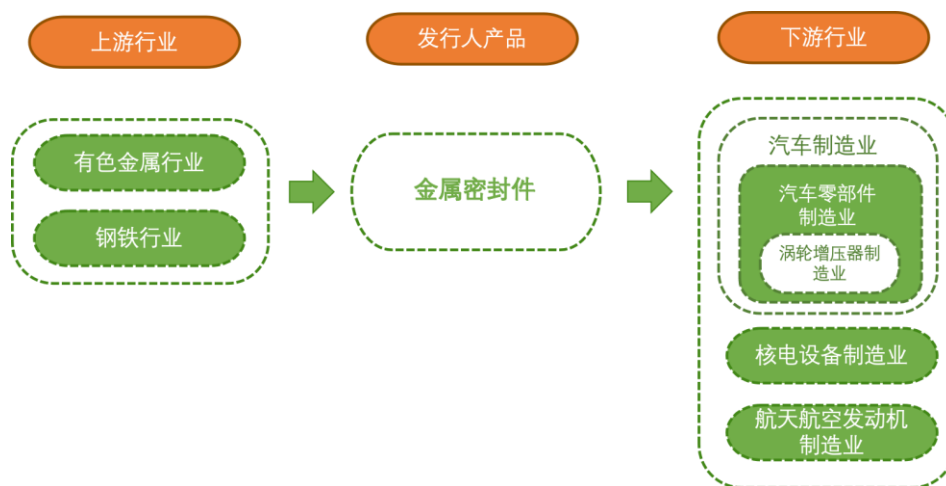 上游行业
发行人产品
下游行业
有色金属行业
钢铁行业
金属密封件
汽车制造业
汽车零部件
制造业
涡轮增压器制
造业
核电设备制造业
航天航空发动机
制造业